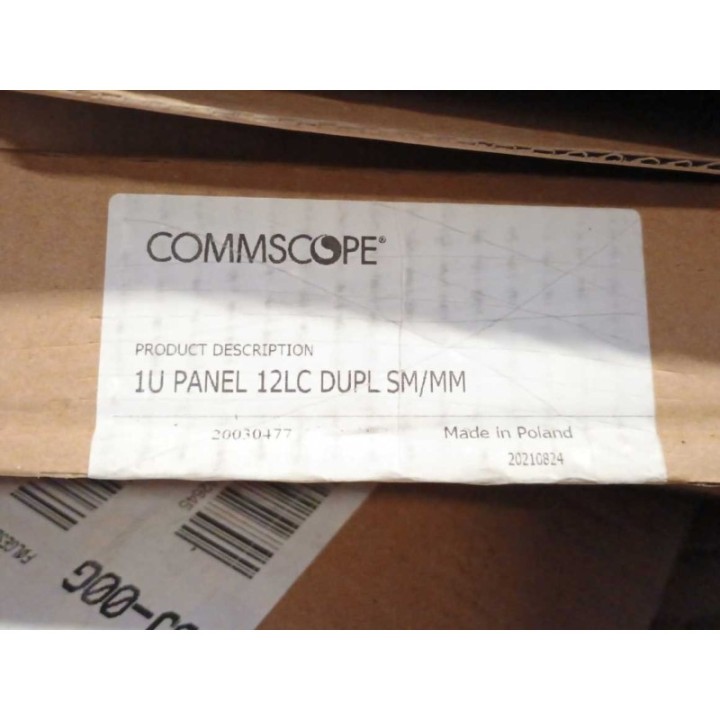 COMMSCOPE®
PRODUCT DESCRIPTION
1U PANEL 12LC DUPL SM/MM
20030477
Made in Poland
20210824